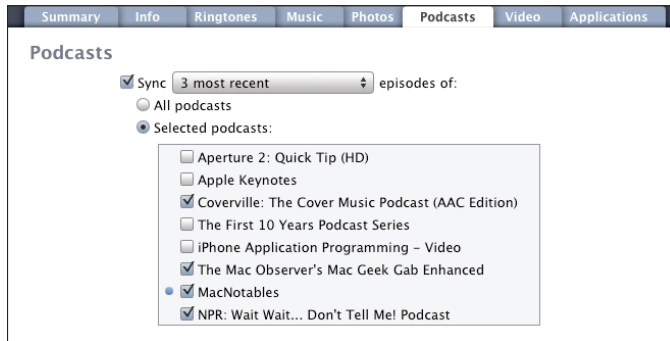 Summary Info Ringtones Music Photos Podcasts Video Applications
Podcasts
Sync 3 most recent episodes of:
All podcasts
Selected podcasts:
Aperture 2: Quick Tip (HD)
Apple Keynotes
Coverville: The Cover Music Podcast (AAC Edition)
The First 10 Years Podcast Series
iPhone Application Programming – Video
The Mac Observer's Mac Geek Gab Enhanced
MacNotables
NPR: Wait Wait... Don't Tell Me! Podcast